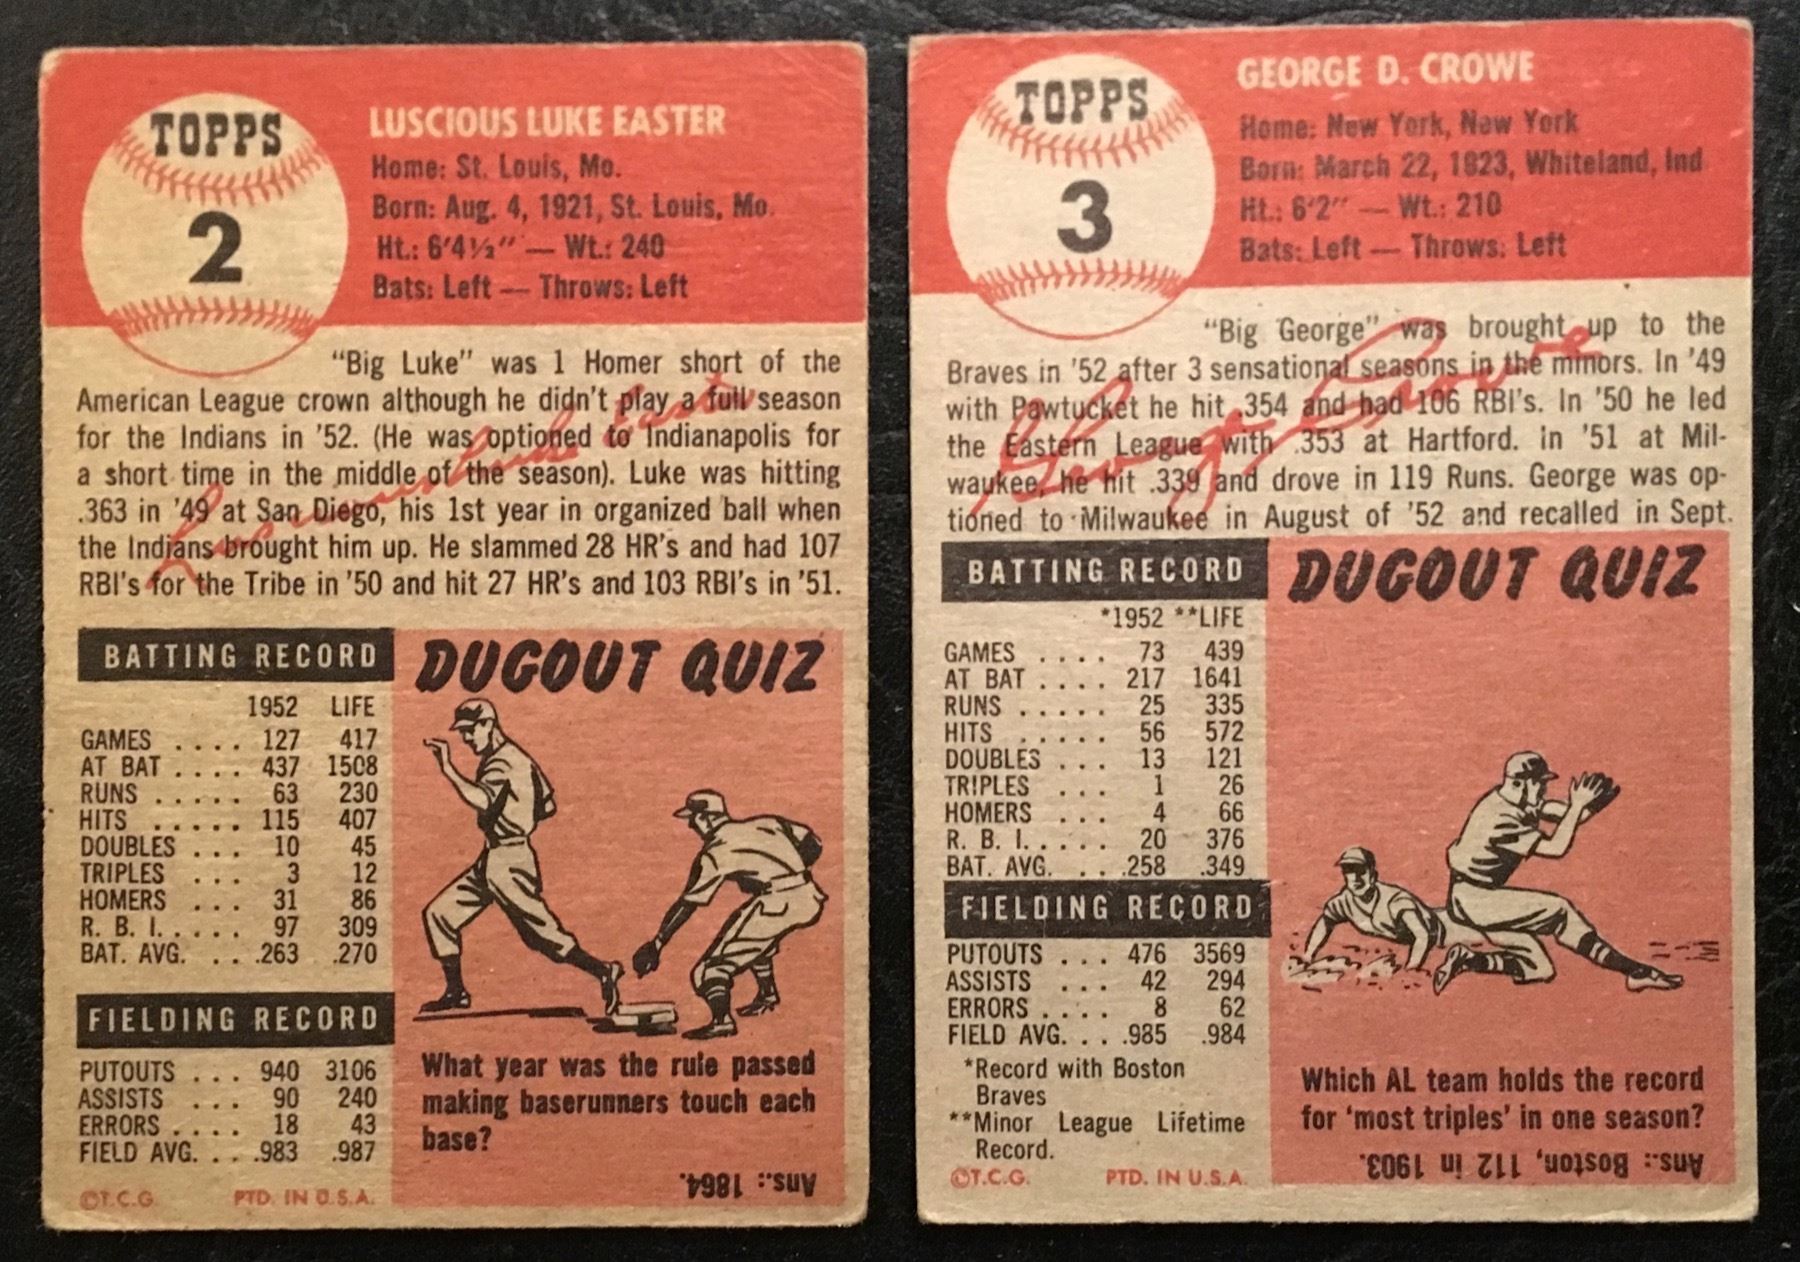 TOPPS
2
LUSCIOUS LUKE EASTER
Home: St. Louis, Mo.
Born: Aug. 4, 1921, St. Louis, Mo.
Ht.: 6'4½" — Wt.: 240
Bats: Left — Throws: Left
"Big Luke" was 1 Homer short of the
American League crown although he didn't play a full season
for the Indians in '52. (He was optioned to Indianapolis for
a short time in the middle of the season). Luke was hitting
.363 in '49 at San Diego, his 1st year in organized ball when
the Indians brought him up. He slammed 28 HR's and had 107
RBI's for the Tribe in '50 and hit 27 HR's and 103 RBI's in '51.
Luscious Luke Easter
BATTING RECORD
1952 LIFE
GAMES . . . . 127 417
AT BAT . . . . 437 1508
RUNS . . . . . 63 230
HITS . . . . . 115 407
DOUBLES . . . 10 45
TRIPLES . . . 3 12
HOMERS . . . 31 86
R. B. I. . . . . 97 309
BAT. AVG. . . .263 .270
FIELDING RECORD
PUTOUTS . . . 940 3106
ASSISTS . . . 90 240
ERRORS . . . . 18 43
FIELD AVG. . . .983 .987
©T.C.G. PTD. IN U.S.A.
DUGOUT QUIZ
What year was the rule passed
making baserunners touch each
base?
Ans.: 1864.
TOPPS
3
GEORGE D. CROWE
Home: New York, New York
Born: March 22, 1923, Whiteland, Ind
Ht.: 6'2" — Wt.: 210
Bats: Left — Throws: Left
"Big George" was brought up to the
Braves in '52 after 3 sensational seasons in the minors. In '49
with Pawtucket he hit .354 and had 106 RBI's. In '50 he led
the Eastern League with .353 at Hartford. In '51 at Mil-
waukee, he hit .339 and drove in 119 Runs. George was op-
tioned to Milwaukee in August of '52 and recalled in Sept.
George Crowe
BATTING RECORD
*1952 **LIFE
GAMES . . . . 73 439
AT BAT . . . . 217 1641
RUNS . . . . . 25 335
HITS . . . . . 56 572
DOUBLES . . . 13 121
TRIPLES . . . 1 26
HOMERS . . . 4 66
R. B. I. . . . . 20 376
BAT. AVG. . . .258 .349
FIELDING RECORD
PUTOUTS . . . 476 3569
ASSISTS . . . 42 294
ERRORS . . . . 8 62
FIELD AVG. . . .985 .984
*Record with Boston
Braves
**Minor League Lifetime
Record.
©T.C.G. PTD. IN U.S.A.
DUGOUT QUIZ
Which AL team holds the record
for 'most triples' in one season?
Ans.: Boston, 112 in 1903.